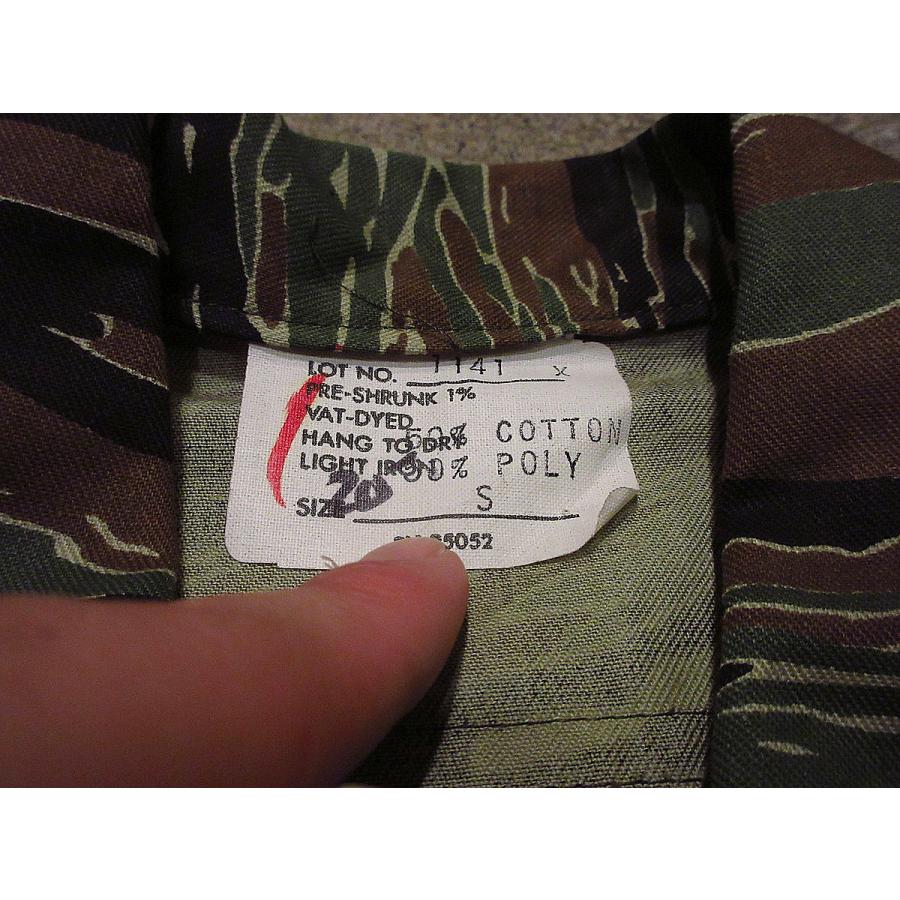 LOT NO. 1141 X
PRE-SHRUNK 1%
VAT-DYED
HANG TO DRY 50% COTTON
LIGHT IRON 50% POLY
20
SIZE S
35052